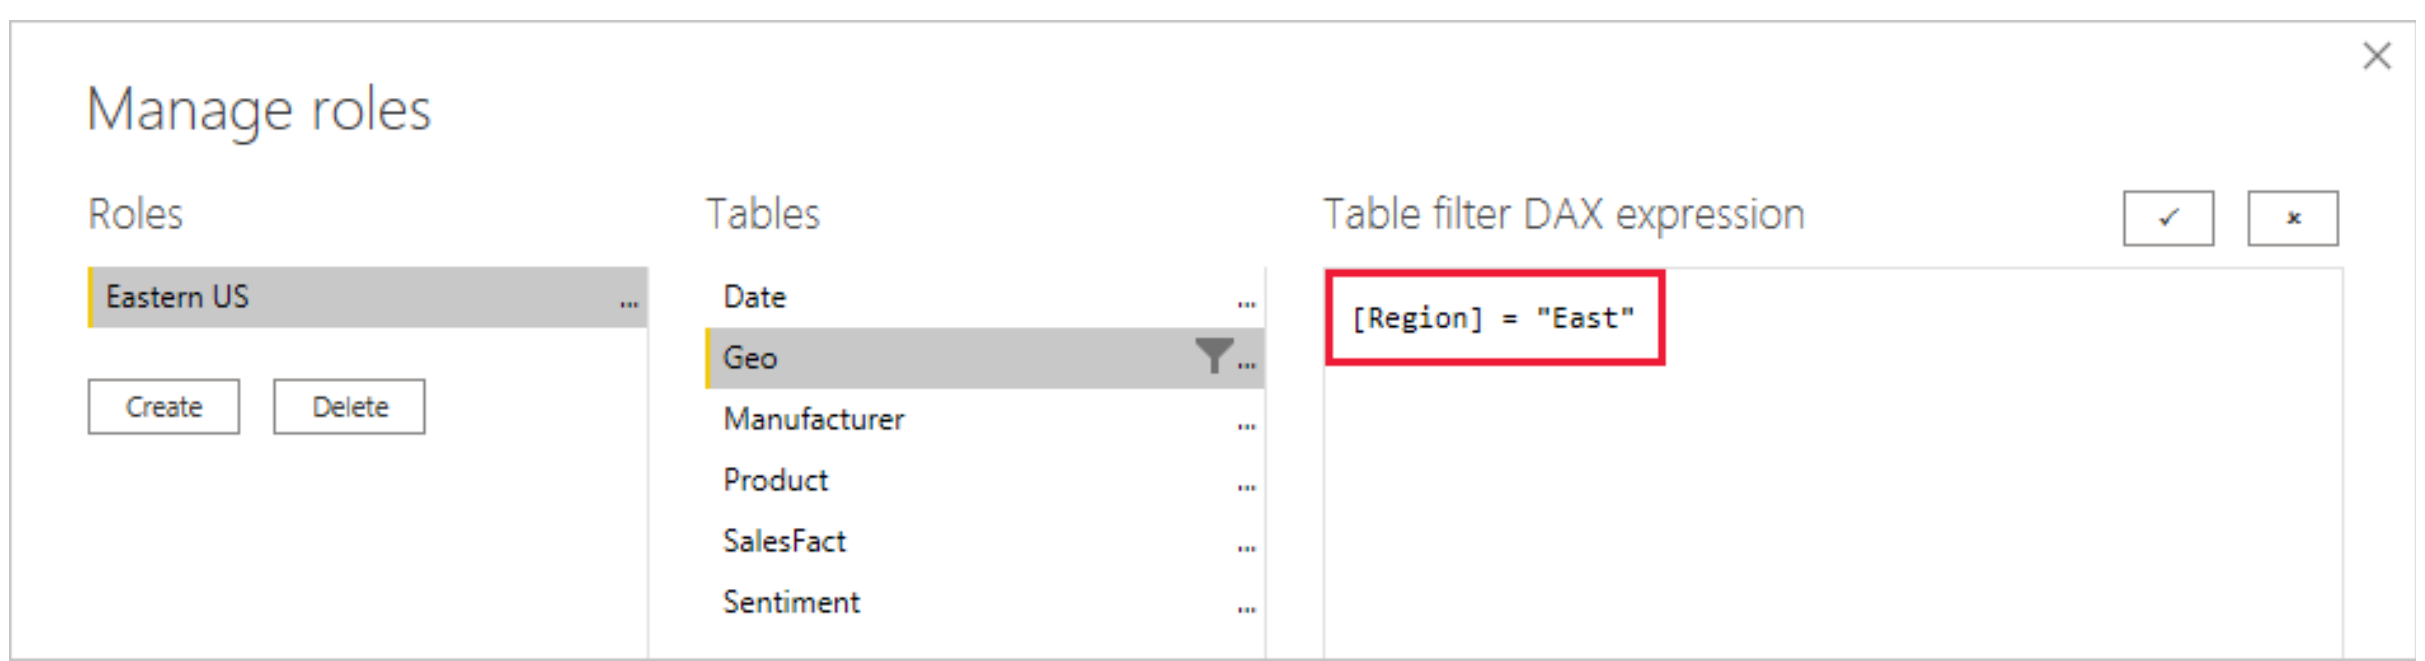 Manage roles
Roles
Eastern US ...
Create Delete
Tables
Date ...
Geo ...
Manufacturer ...
Product ...
SalesFact ...
Sentiment ...
Table filter DAX expression
[Region] = "East"